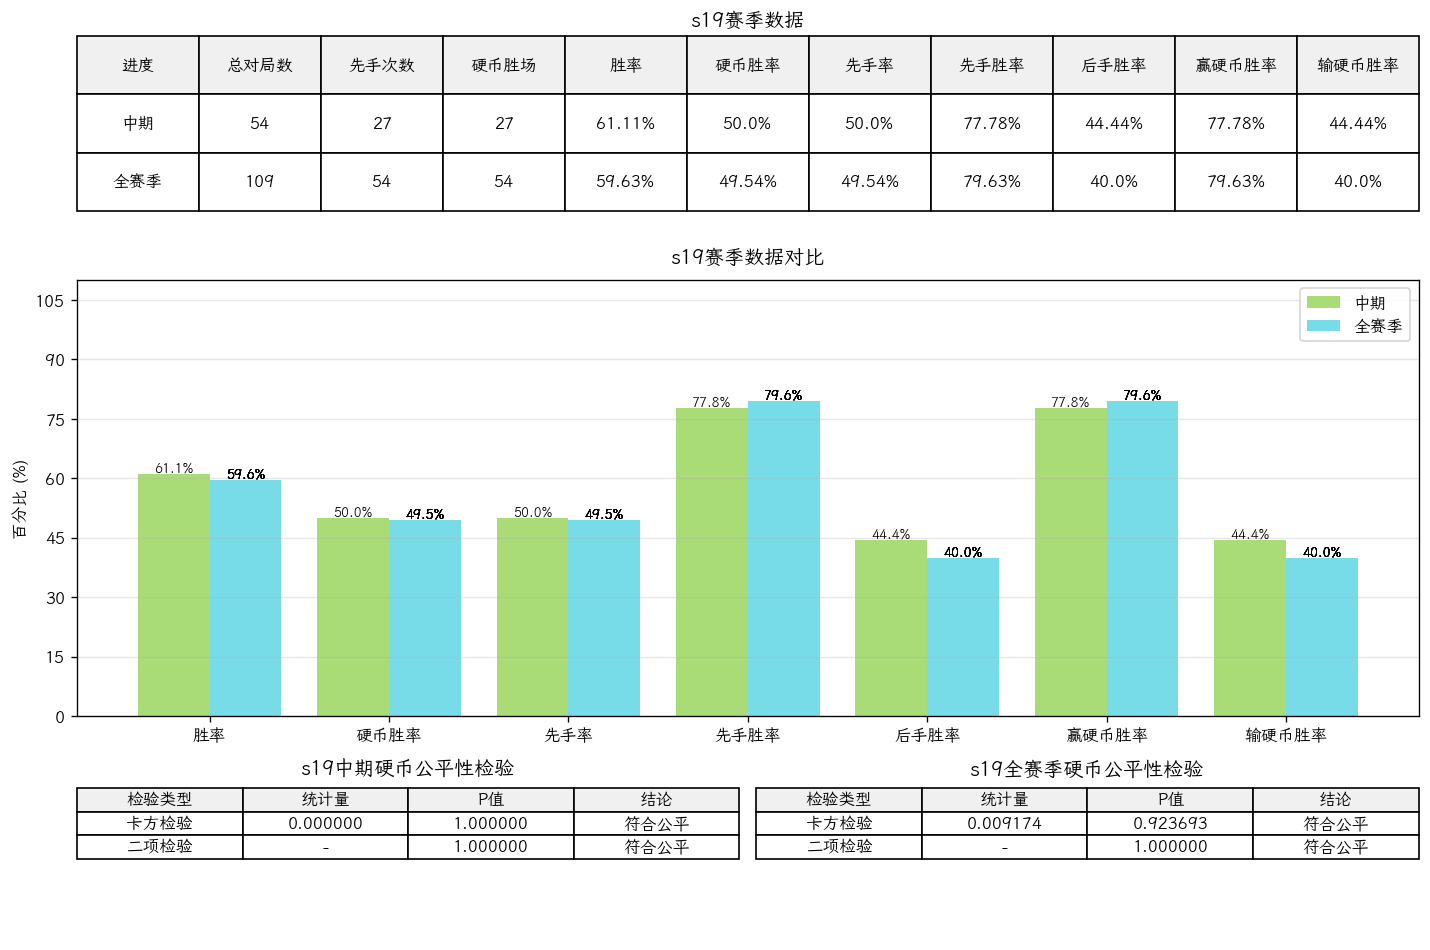 s19赛季数据
进度 总对局数 先手次数 硬币胜场 胜率 硬币胜率 先手率 先手胜率 后手胜率 赢硬币胜率 输硬币胜率
中期 54 27 27 61.11% 50.0% 50.0% 77.78% 44.44% 77.78% 44.44%
全赛季 109 54 54 59.63% 49.54% 49.54% 79.63% 40.0% 79.63% 40.0%
s19赛季数据对比
中期
全赛季
百分比 (%)
105
90
75
60
45
30
15
0
61.1% 59.6% 50.0% 49.5% 50.0% 49.5% 77.8% 79.6% 44.4% 40.0% 77.8% 79.6% 44.4% 40.0%
胜率 硬币胜率 先手率 先手胜率 后手胜率 赢硬币胜率 输硬币胜率
s19中期硬币公平性检验
检验类型 统计量 P值 结论
卡方检验 0.000000 1.000000 符合公平
二项检验 - 1.000000 符合公平
s19全赛季硬币公平性检验
检验类型 统计量 P值 结论
卡方检验 0.009174 0.923693 符合公平
二项检验 - 1.000000 符合公平